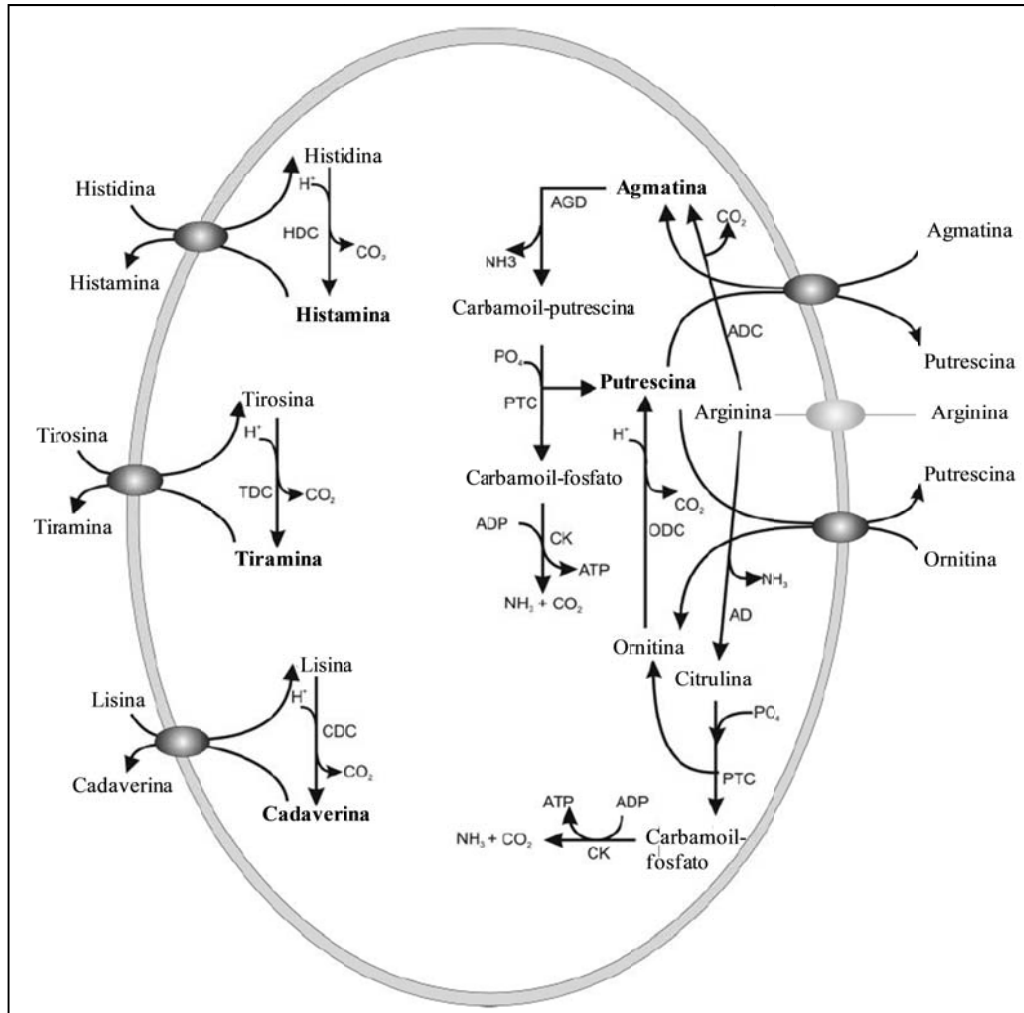 Histidina
Histamina
Histidina
H⁺
HDC
CO₃
Histamina
Tirosina
Tiramina
Tirosina
H⁺
TDC
CO₂
Tiramina
Lisina
Cadaverina
Lisina
H⁺
CDC
CO₂
Cadaverina
Agmatina
AGD
NH3
Carbamoil-putrescina
PO₄
PTC
Putrescina
Carbamoil-fosfato
ADP
CK
ATP
NH₃ + CO₂
CO₂
ADC
Arginina
H⁺
CO₂
ODC
NH₃
AD
Ornitina
Citrulina
PO₄
PTC
Carbamoil-
fosfato
ATP
ADP
CK
NH₃ + CO₂
Agmatina
Putrescina
Arginina
Putrescina
Ornitina